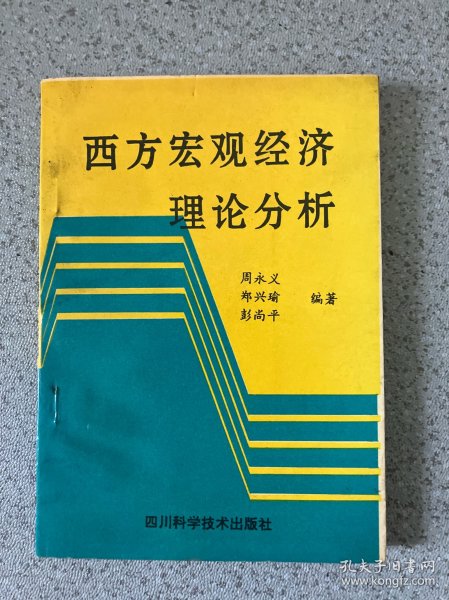 西方宏观经济
理论分析
周永义
郑兴瑜 编著
彭尚平
四川科学技术出版社
孔夫子旧书网
www.kongfz.com